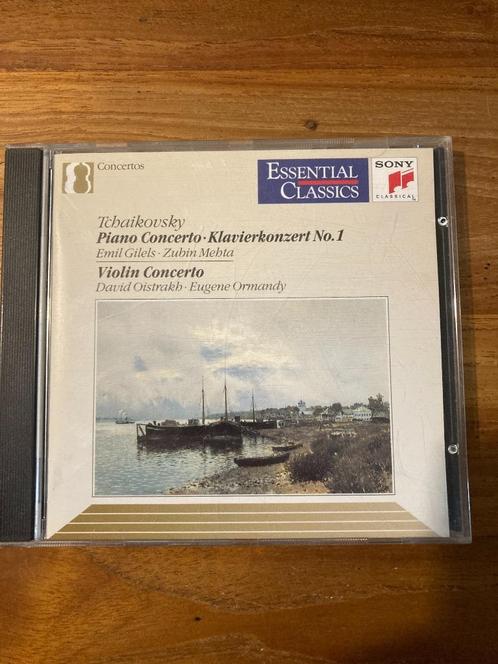 Concertos
ESSENTIAL
CLASSICS
SONY
CLASSICAL
Tchaikovsky
Piano Concerto·Klavierkonzert No.1
Emil Gilels·Zubin Mehta
Violin Concerto
David Oistrakh·Eugene Ormandy